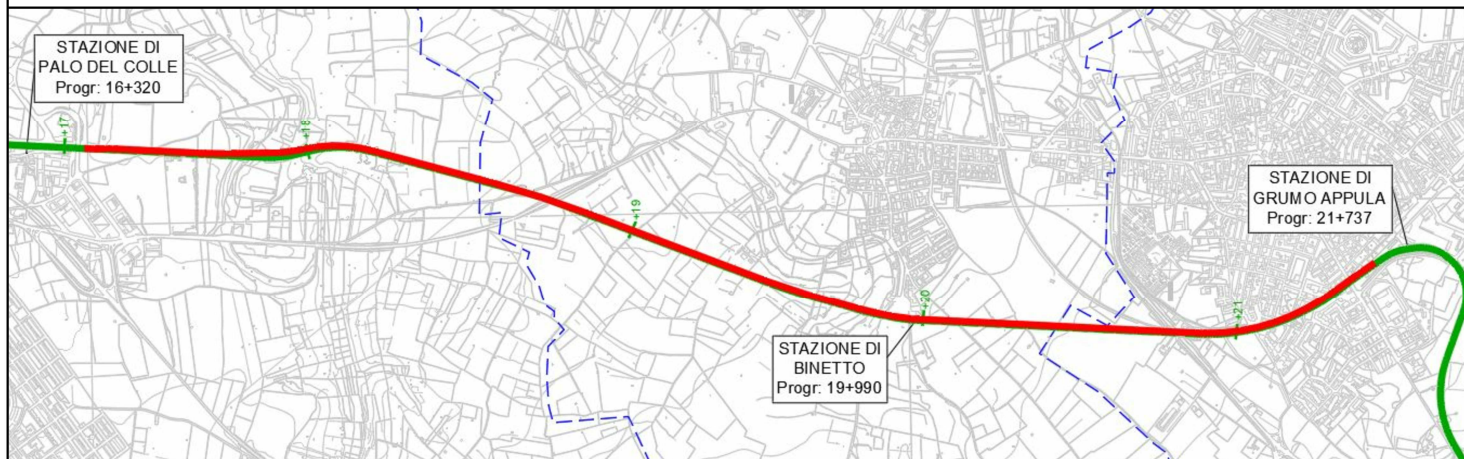 STAZIONE DI
PALO DEL COLLE
Progr: 16+320
+17
+18
+19
STAZIONE DI
BINETTO
Progr: 19+990
+20
+21
STAZIONE DI
GRUMO APPULA
Progr: 21+737